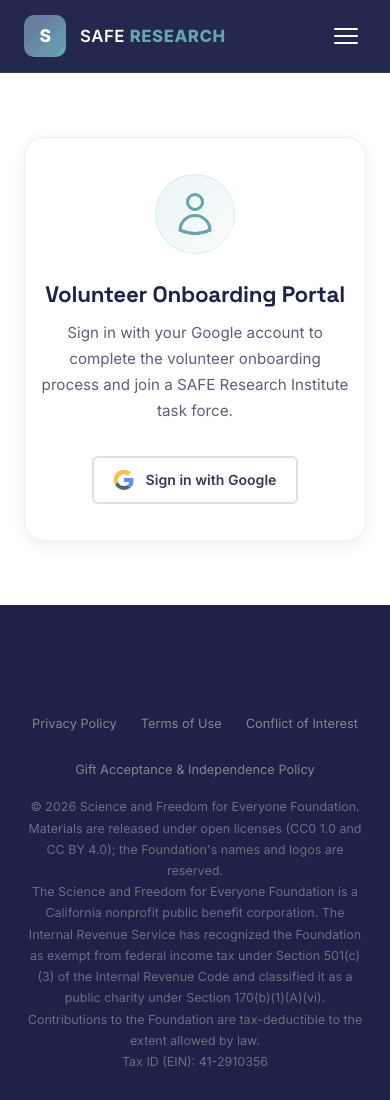 S
SAFE RESEARCH
Volunteer Onboarding Portal
Sign in with your Google account to
complete the volunteer onboarding
process and join a SAFE Research Institute
task force.
Sign in with Google
Privacy Policy Terms of Use Conflict of Interest
Gift Acceptance & Independence Policy
© 2026 Science and Freedom for Everyone Foundation.
Materials are released under open licenses (CC0 1.0 and
CC BY 4.0); the Foundation's names and logos are
reserved.
The Science and Freedom for Everyone Foundation is a
California nonprofit public benefit corporation. The
Internal Revenue Service has recognized the Foundation
as exempt from federal income tax under Section 501(c)
(3) of the Internal Revenue Code and classified it as a
public charity under Section 170(b)(1)(A)(vi).
Contributions to the Foundation are tax-deductible to the
extent allowed by law.
Tax ID (EIN): 41-2910356